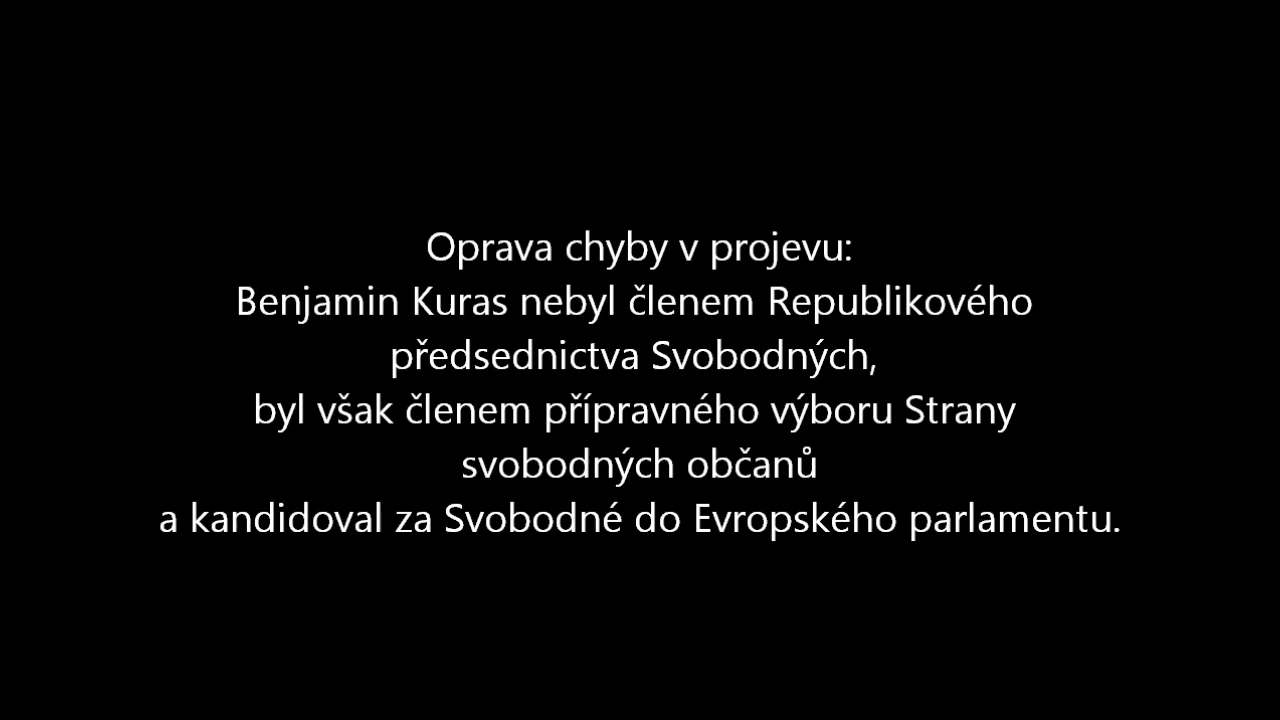 Oprava chyby v projevu:
Benjamin Kuras nebyl členem Republikového
předsednictva Svobodných,
byl však členem přípravného výboru Strany
svobodných občanů
a kandidoval za Svobodné do Evropského parlamentu.